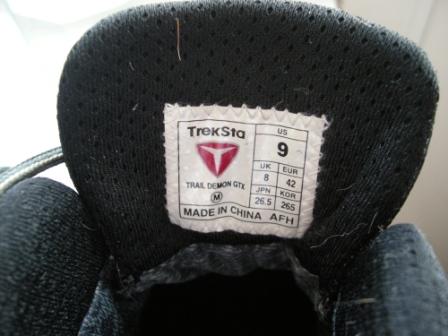 TrekSta
TRAIL DEMON GTX
M
MADE IN CHINA AFH
US
9
UK EUR
8 42
JPN KOR
26.5 265